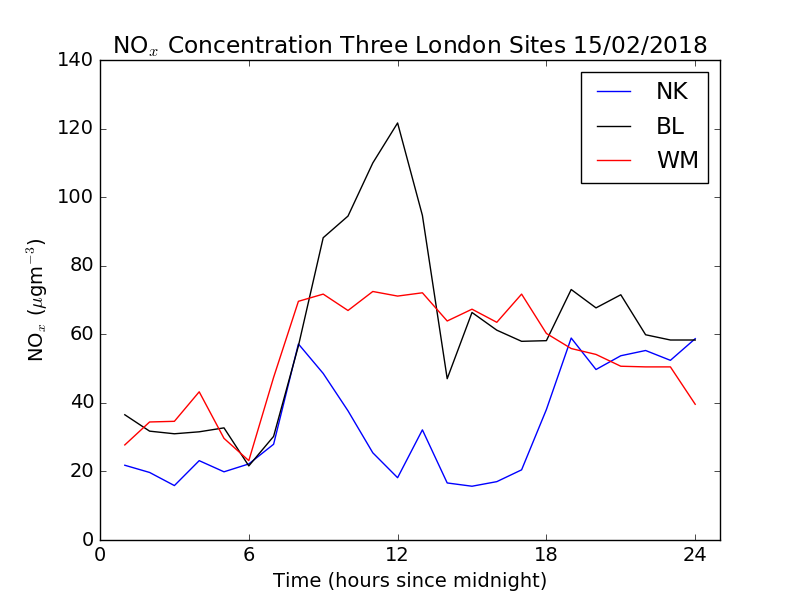 NOₓ Concentration Three London Sites 15/02/2018
140
120
100
80
60
40
20
0
NOₓ (μgm⁻³)
NK
BL
WM
0 6 12 18 24
Time (hours since midnight)